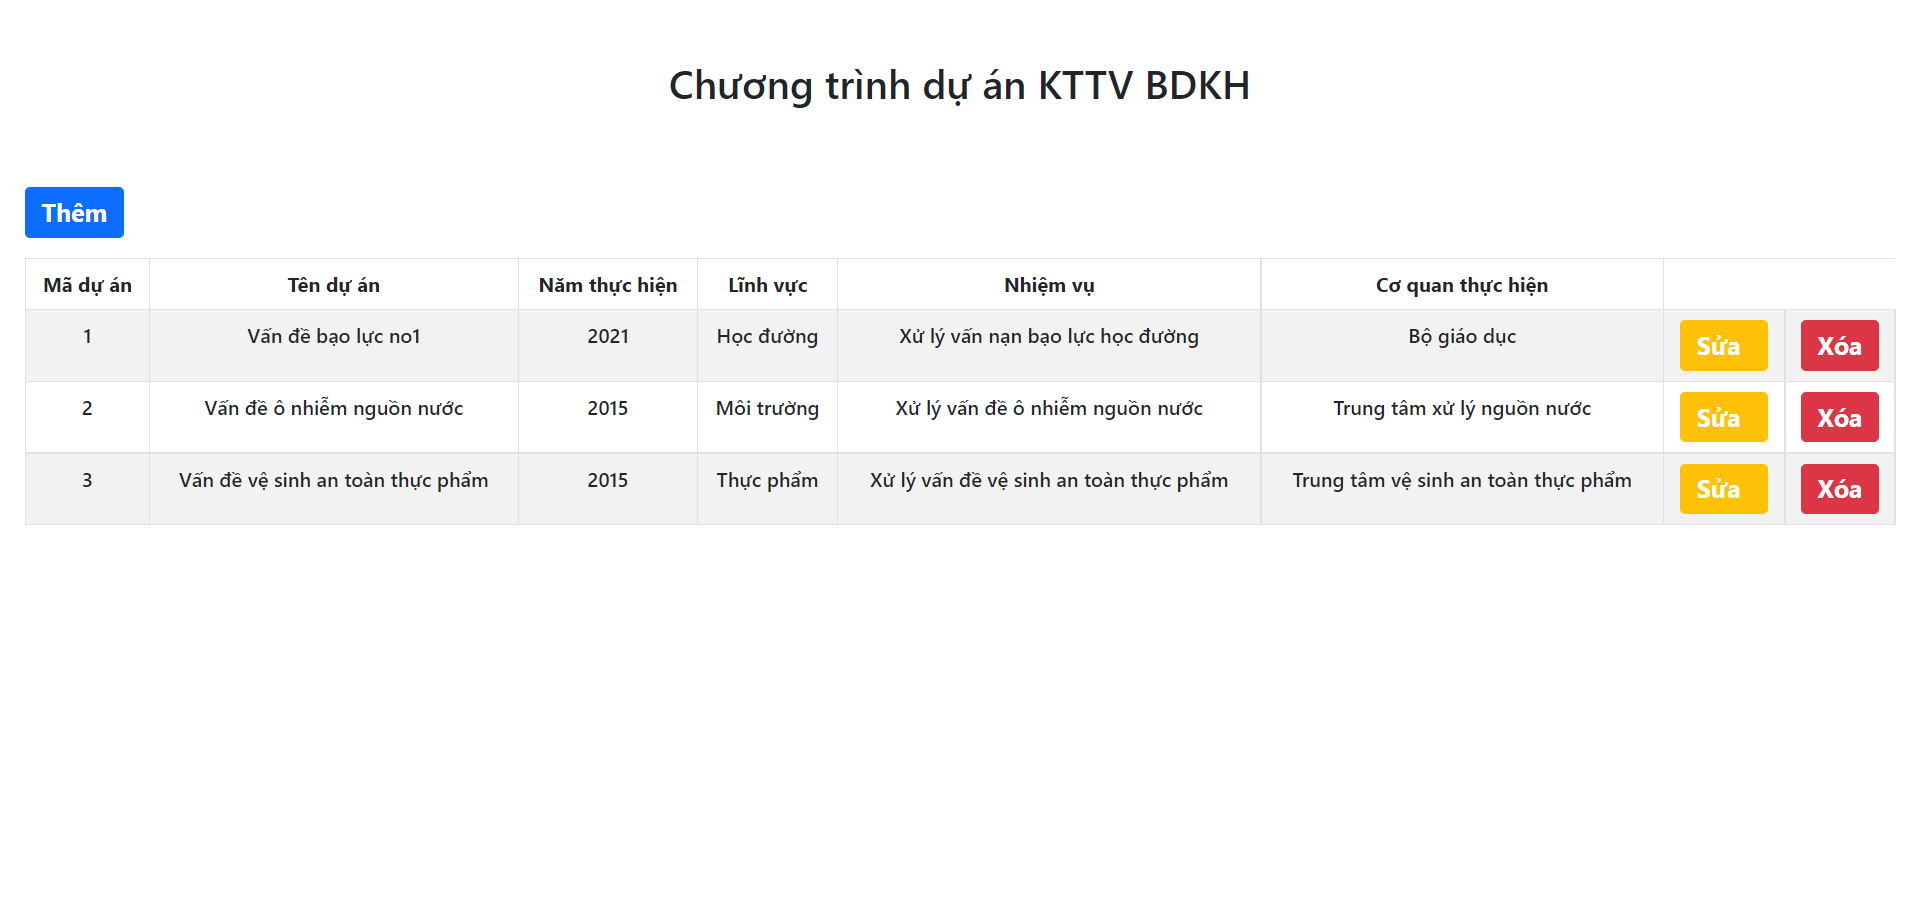 Chương trình dự án KTTV BDKH
Thêm
Mã dự án Tên dự án Năm thực hiện Lĩnh vực Nhiệm vụ Cơ quan thực hiện
1 Vấn đề bạo lực no1 2021 Học đường Xử lý vấn nạn bạo lực học đường Bộ giáo dục Sửa Xóa
2 Vấn đề ô nhiễm nguồn nước 2015 Môi trường Xử lý vấn đề ô nhiễm nguồn nước Trung tâm xử lý nguồn nước Sửa Xóa
3 Vấn đề vệ sinh an toàn thực phẩm 2015 Thực phẩm Xử lý vấn đề vệ sinh an toàn thực phẩm Trung tâm vệ sinh an toàn thực phẩm Sửa Xóa